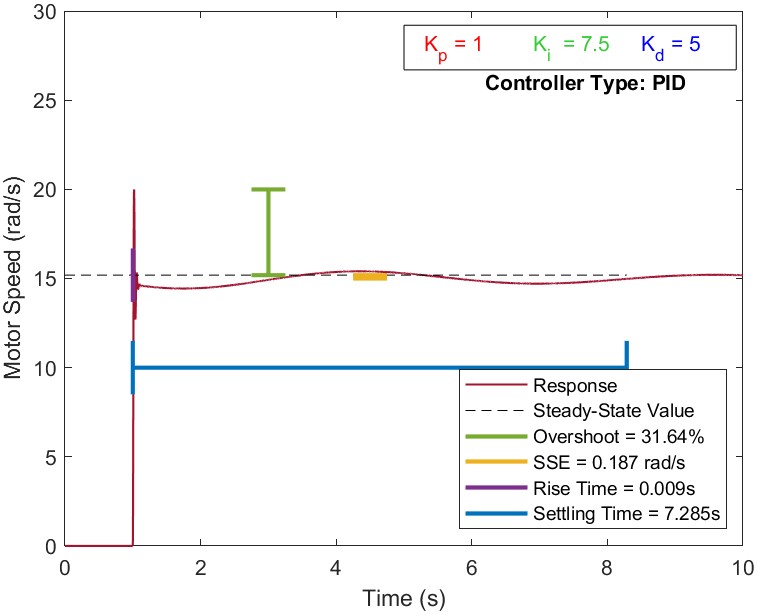 30
K_p = 1 K_i = 7.5 K_d = 5
Controller Type: PID
25
20
15
10
5
0
Motor Speed (rad/s)
Response
Steady-State Value
Overshoot = 31.64%
SSE = 0.187 rad/s
Rise Time = 0.009s
Settling Time = 7.285s
0 2 4 6 8 10
Time (s)